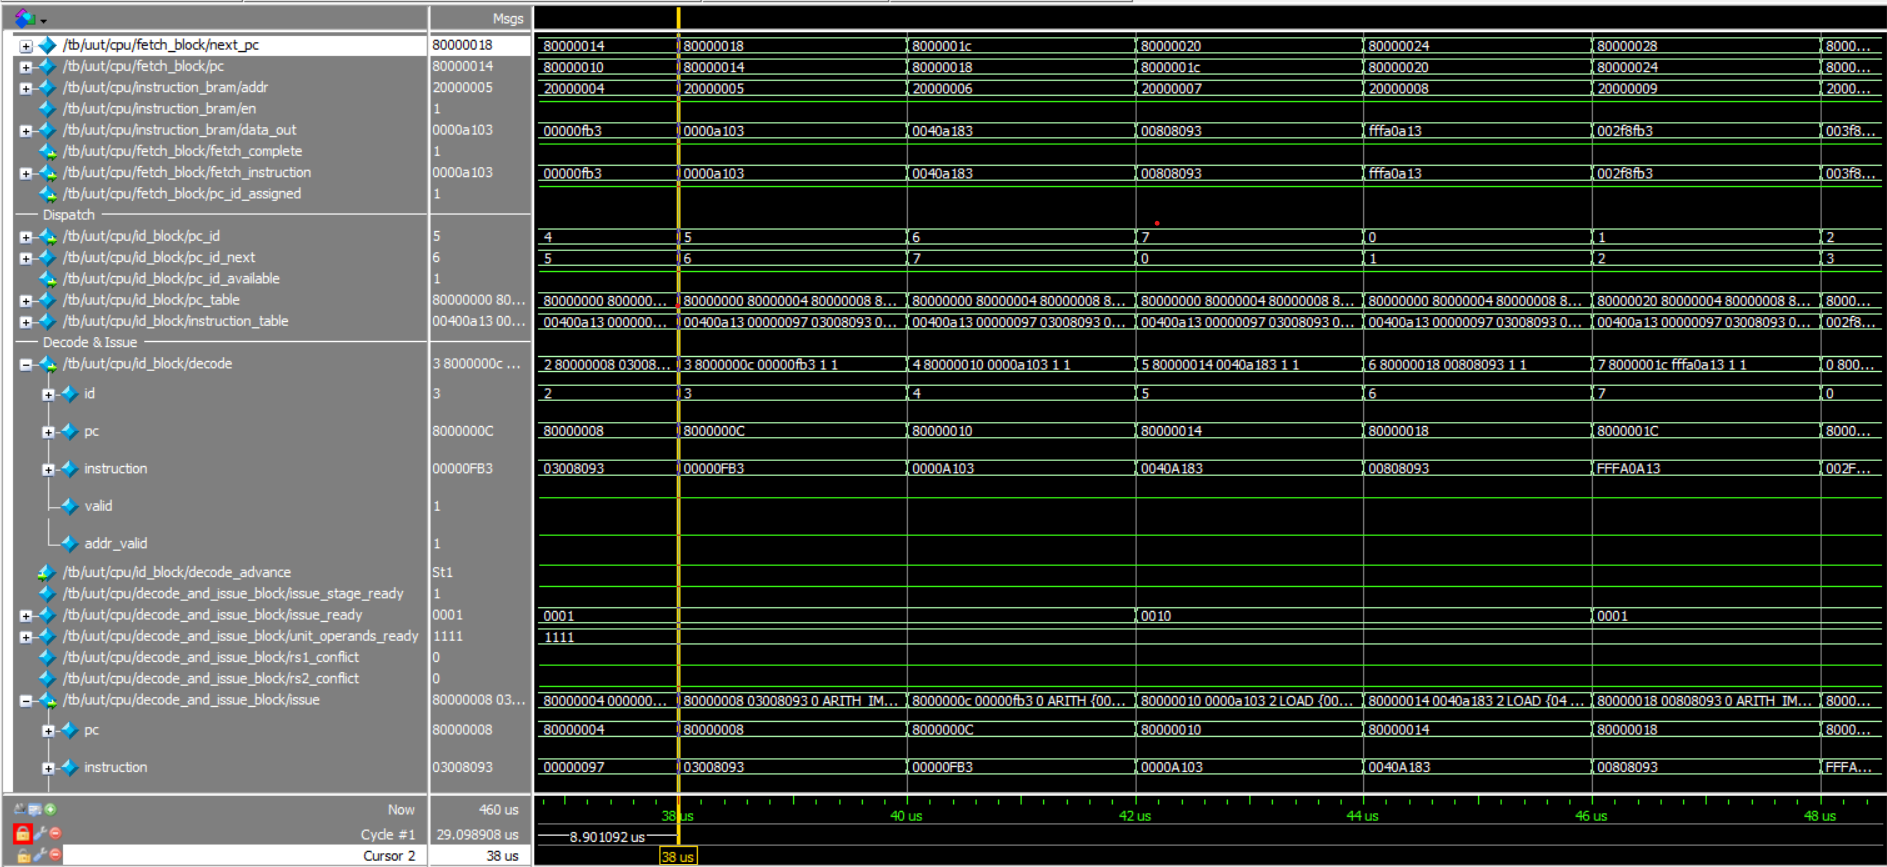 Msgs
/tb/uut/cpu/fetch_block/next_pc 80000018 80000014 80000018 8000001c 80000020 80000024 80000028 8000...
/tb/uut/cpu/fetch_block/pc 80000014 80000010 80000014 80000018 8000001c 80000020 80000024 8000...
/tb/uut/cpu/instruction_bram/addr 20000005 20000004 20000005 20000006 20000007 20000008 20000009 2000...
/tb/uut/cpu/instruction_bram/en 1
/tb/uut/cpu/instruction_bram/data_out 0000a103 00000fb3 0000a103 0040a183 00808093 fffa0a13 002f8fb3 003f8...
/tb/uut/cpu/fetch_block/fetch_complete 1
/tb/uut/cpu/fetch_block/fetch_instruction 0000a103 00000fb3 0000a103 0040a183 00808093 fffa0a13 002f8fb3 003f8...
/tb/uut/cpu/fetch_block/pc_id_assigned 1
Dispatch
/tb/uut/cpu/id_block/pc_id 5 4 5 6 7 0 1 2
/tb/uut/cpu/id_block/pc_id_next 6 5 6 7 0 1 2 3
/tb/uut/cpu/id_block/pc_id_available 1
/tb/uut/cpu/id_block/pc_table 80000000 80... 80000000 800000... 80000000 80000004 80000008 8... 80000000 80000004 80000008 8... 80000000 80000004 80000008 8... 80000000 80000004 80000008 8... 80000020 80000004 80000008 8... 8000...
/tb/uut/cpu/id_block/instruction_table 00400a13 00... 00400a13 000000... 00400a13 00000097 03008093 0... 00400a13 00000097 03008093 0... 00400a13 00000097 03008093 0... 00400a13 00000097 03008093 0... 00400a13 00000097 03008093 0... 002f8...
Decode & Issue
/tb/uut/cpu/id_block/decode 3 8000000c ... 2 80000008 03008... 3 8000000c 00000fb3 1 1 4 80000010 0000a103 1 1 5 80000014 0040a183 1 1 6 80000018 00808093 1 1 7 8000001c fffa0a13 1 1 0 800...
id 3 2 3 4 5 6 7 0
pc 8000000C 80000008 8000000C 80000010 80000014 80000018 8000001C 8000...
instruction 00000FB3 03008093 00000FB3 0000A103 0040A183 00808093 FFFA0A13 002F...
valid 1
addr_valid 1
/tb/uut/cpu/id_block/decode_advance St1
/tb/uut/cpu/decode_and_issue_block/issue_stage_ready 1
/tb/uut/cpu/decode_and_issue_block/issue_ready 0001 0001 0010 0001
/tb/uut/cpu/decode_and_issue_block/unit_operands_ready 1111 1111
/tb/uut/cpu/decode_and_issue_block/rs1_conflict 0
/tb/uut/cpu/decode_and_issue_block/rs2_conflict 0
/tb/uut/cpu/decode_and_issue_block/issue 80000008 03... 80000004 000000... 80000008 03008093 0 ARITH_IM... 8000000c 00000fb3 0 ARITH {00... 80000010 0000a103 2 LOAD {00... 80000014 0040a183 2 LOAD {04 ... 80000018 00808093 0 ARITH_IM... 8000...
pc 80000008 80000004 80000008 8000000C 80000010 80000014 80000018 8000...
instruction 03008093 00000097 03008093 00000FB3 0000A103 0040A183 00808093 FFFA...
Now 460 us 38 us 40 us 42 us 44 us 46 us 48 us
Cycle #1 29.098908 us 8.901092 us
Cursor 2 38 us 38 us